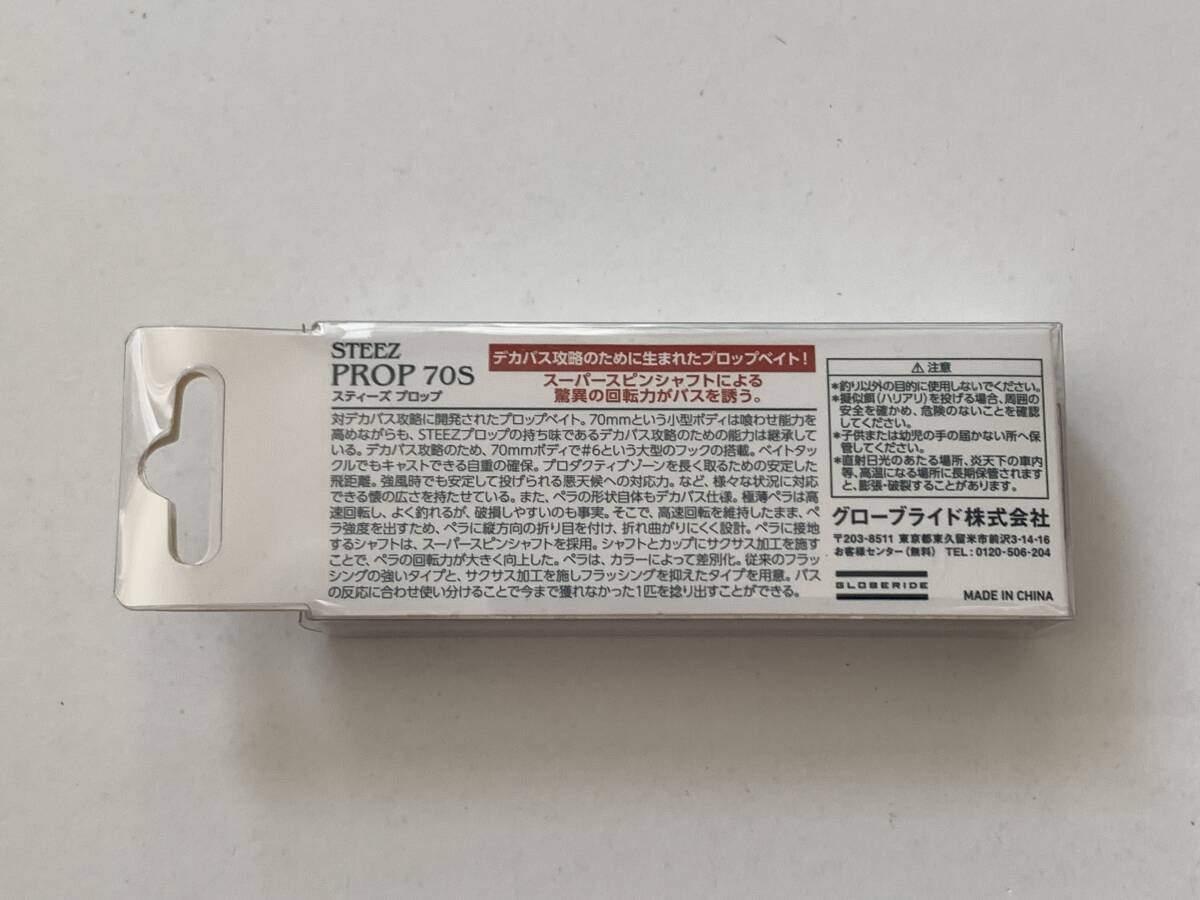 STEEZ
PROP 70S
スティーズ プロップ
デカバス攻略のために生まれたプロップベイト!
スーパースピンシャフトによる
驚異の回転力がバスを誘う。
対デカバス攻略に開発されたプロップベイト。70mmという小型ボディは喰わせ能力を
高めながらも、STEEZプロップの持ち味であるデカバス攻略のための能力は継承して
いる。デカバス攻略のため、70mmボディで#6という大型のフックの搭載。ベイトタッ
クルでもキャストできる自重の確保。プロダクティブゾーンを長く取るための安定した
飛距離。強風時でも安定して投げられる悪天候への対応力。など、様々な状況に対応
できる懐の広さを持たせている。また、ペラの形状自体もデカバス仕様。極薄ペラは高
速回転し、よく釣れるが、破損しやすいのも事実。そこで、高速回転を維持したまま、ペ
ラ強度を出すため、ペラに縦方向の折り目を付け、折れ曲がりにくく設計。ペラに接地
するシャフトは、スーパースピンシャフトを採用。シャフトとカップにサクサス加工を施す
ことで、ペラの回転力が大きく向上した。ペラは、カラーによって差別化。従来のフラッ
シングの強いタイプと、サクサス加工を施しフラッシングを抑えたタイプを用意。バス
の反応に合わせ使い分けることで今まで獲れなかった1匹を捻り出すことができる。
⚠注意
*釣り以外の目的に使用しないでください。
*擬似餌(ハリアリ)を投げる場合、周囲の
安全を確かめ、危険のないことを確認
してください。
*子供または幼児の手の届かない所へ保
管してください。
*直射日光のあたる場所、炎天下の車内
等、高温になる場所に長期保管されます
と、膨張・破裂することがあります。
グローブライド株式会社
〒203-8511 東京都東久留米市前沢3-14-16
お客様センター(無料) TEL:0120-506-204
GLOBERIDE
MADE IN CHINA